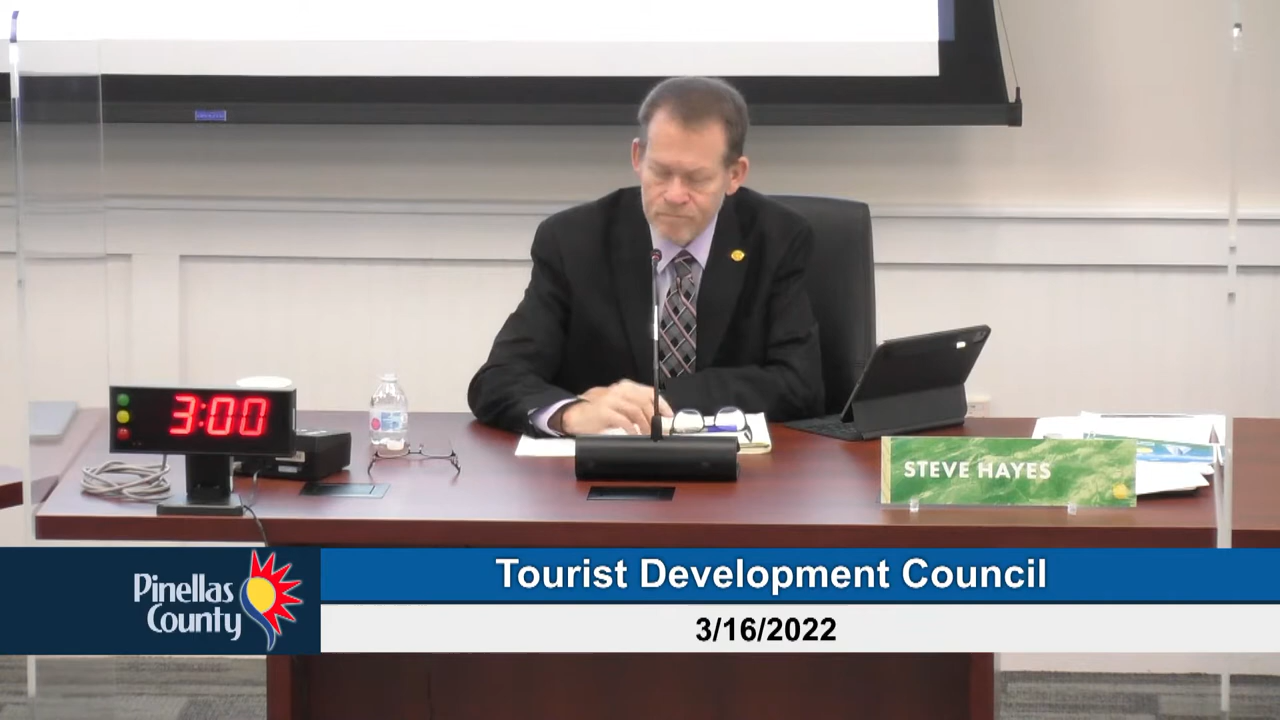 3:00
STEVE HAYES
Pinellas
County
Tourist Development Council
3/16/2022